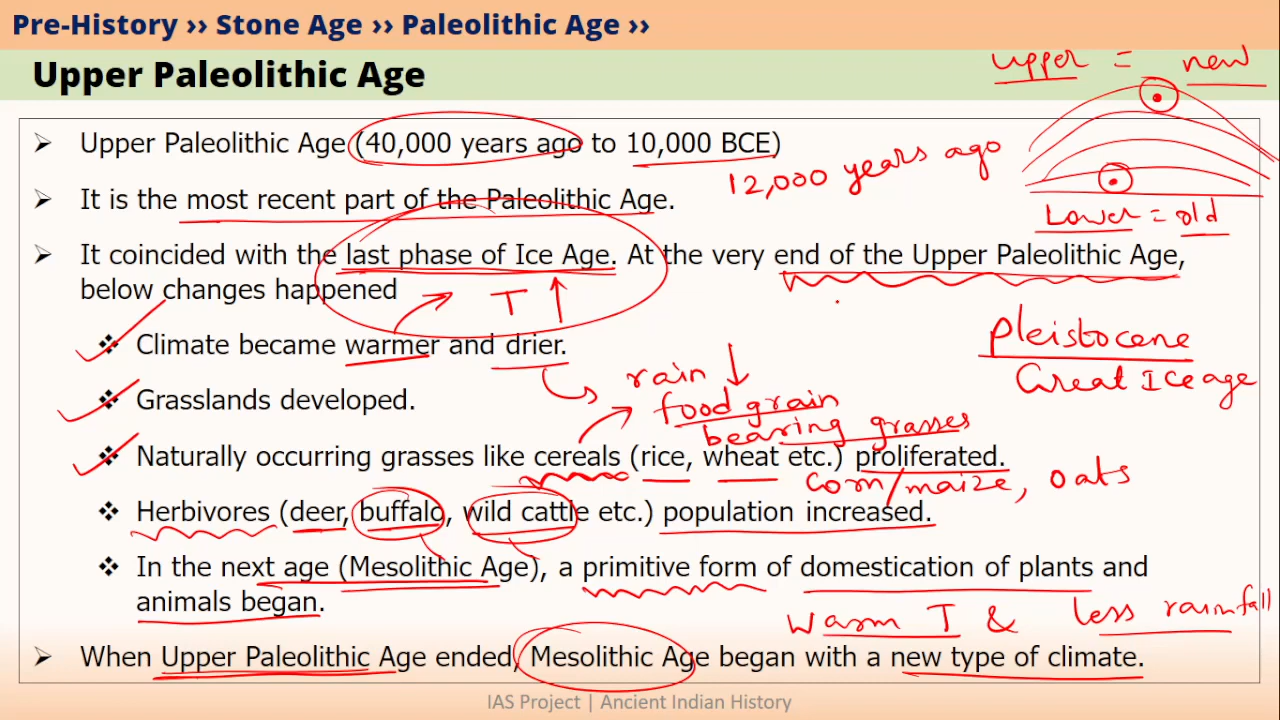 Pre-History ›› Stone Age ›› Paleolithic Age ››
Upper Paleolithic Age
upper = new
➢ Upper Paleolithic Age (40,000 years ago to 10,000 BCE)
12,000 years ago
➢ It is the most recent part of the Paleolithic Age.
Lower = old
➢ It coincided with the last phase of Ice Age. At the very end of the Upper Paleolithic Age,
below changes happened
T ↑
❖ Climate became warmer and drier.
Pleistocene
Great Ice age
rain ↓
❖ Grasslands developed.
food grain
bearing grasses
❖ Naturally occurring grasses like cereals (rice, wheat etc.) proliferated.
corn/maize, oats
❖ Herbivores (deer, buffalo, wild cattle etc.) population increased.
❖ In the next age (Mesolithic Age), a primitive form of domestication of plants and
animals began.
warm T & less rainfall
➢ When Upper Paleolithic Age ended, Mesolithic Age began with a new type of climate.
IAS Project | Ancient Indian History